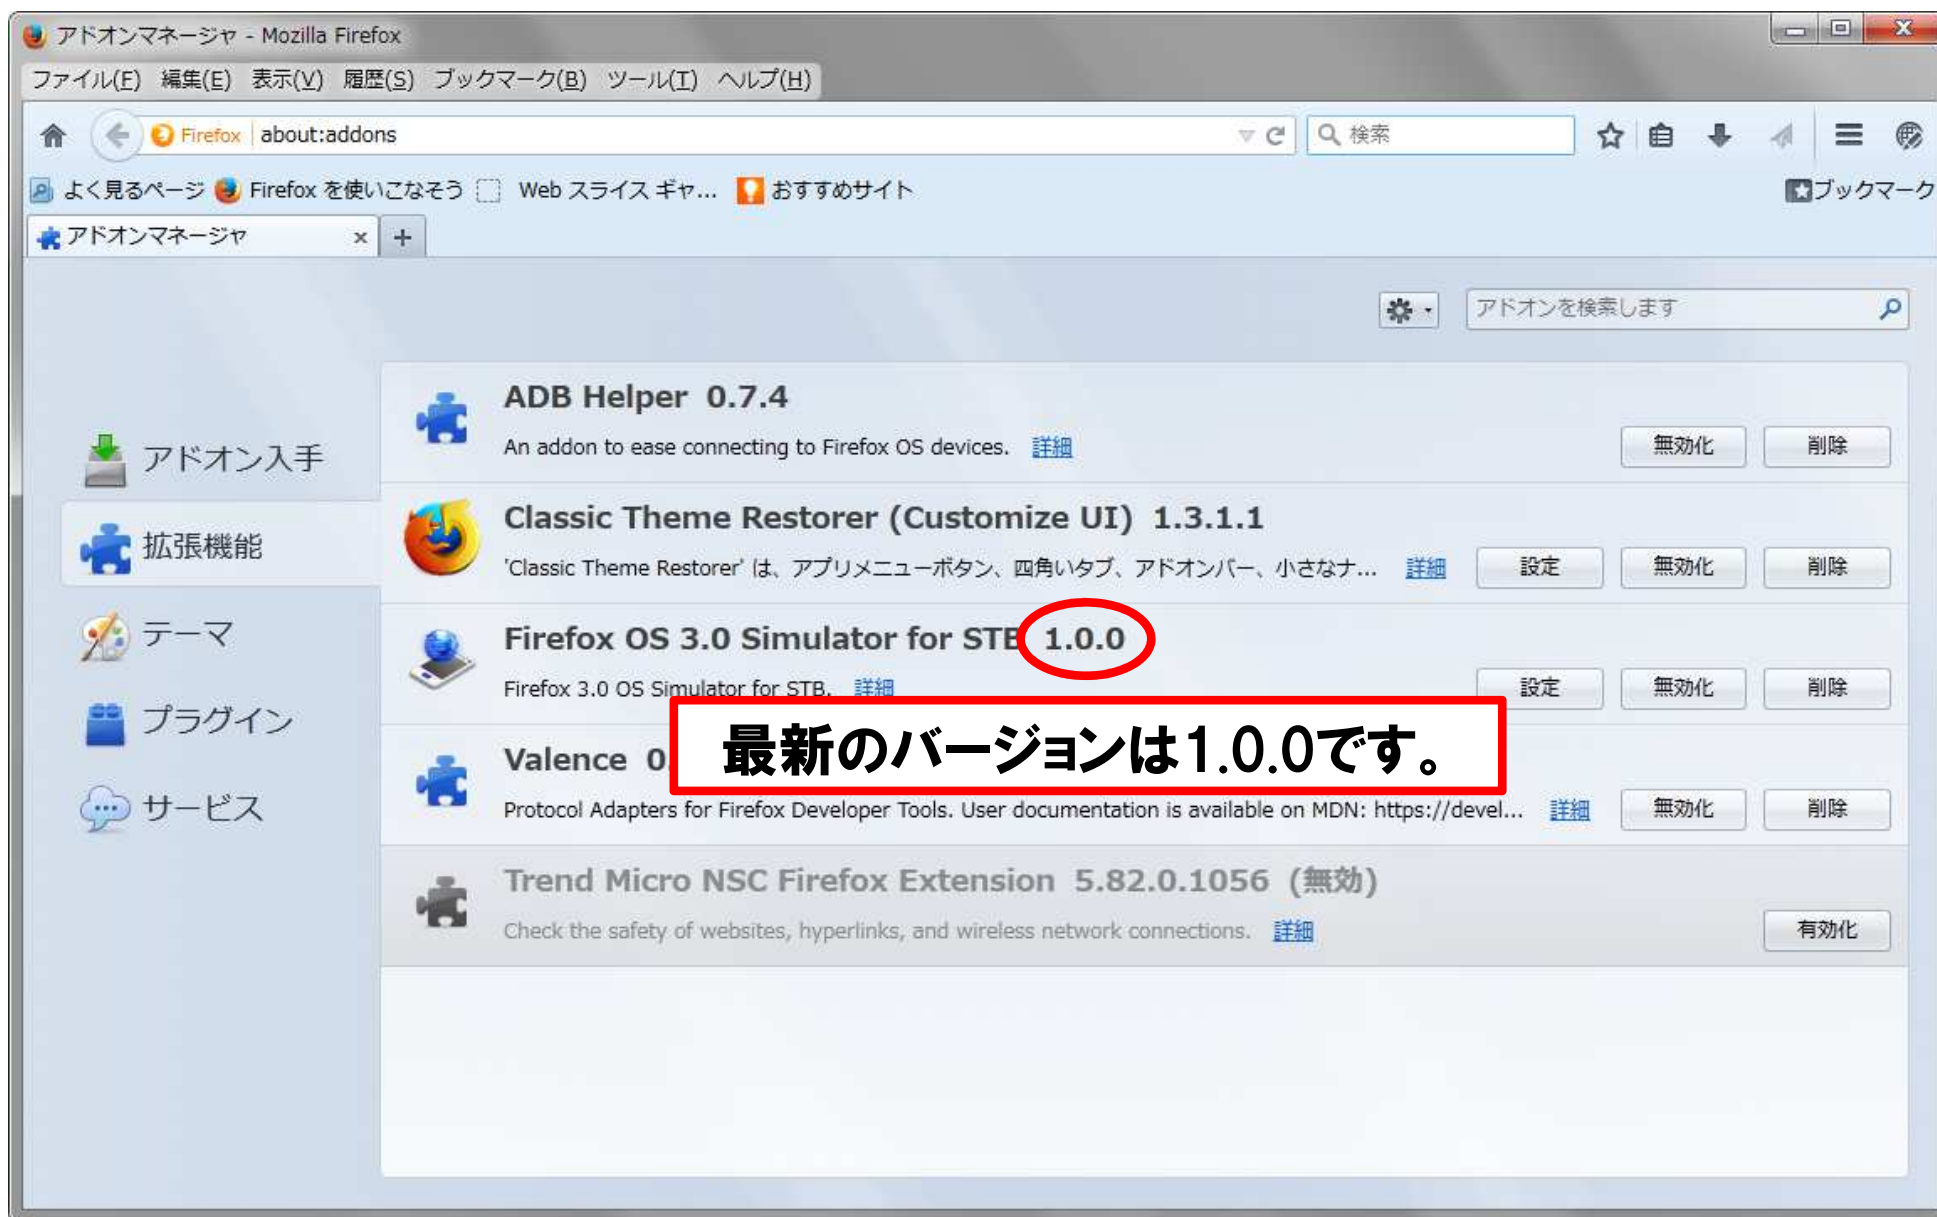 アドオンマネージャ - Mozilla Firefox
ファイル(F) 編集(E) 表示(V) 履歴(S) ブックマーク(B) ツール(T) ヘルプ(H)
Firefox about:addons 検索
よく見るページ Firefox を使いこなそう Web スライス ギャ... おすすめサイト ブックマーク
アドオンマネージャ x +
アドオンを検索します
アドオン入手
拡張機能
テーマ
プラグイン
サービス
ADB Helper 0.7.4
An addon to ease connecting to Firefox OS devices. 詳細 無効化 削除
Classic Theme Restorer (Customize UI) 1.3.1.1
'Classic Theme Restorer' は、アプリメニューボタン、四角いタブ、アドオンバー、小さなナ... 詳細 設定 無効化 削除
Firefox OS 3.0 Simulator for STB 1.0.0
Firefox 3.0 OS Simulator for STB. 詳細 設定 無効化 削除
最新のバージョンは1.0.0です。
Valence 0.
Protocol Adapters for Firefox Developer Tools. User documentation is available on MDN: https://devel... 詳細 無効化 削除
Trend Micro NSC Firefox Extension 5.82.0.1056 (無効)
Check the safety of websites, hyperlinks, and wireless network connections. 詳細 有効化